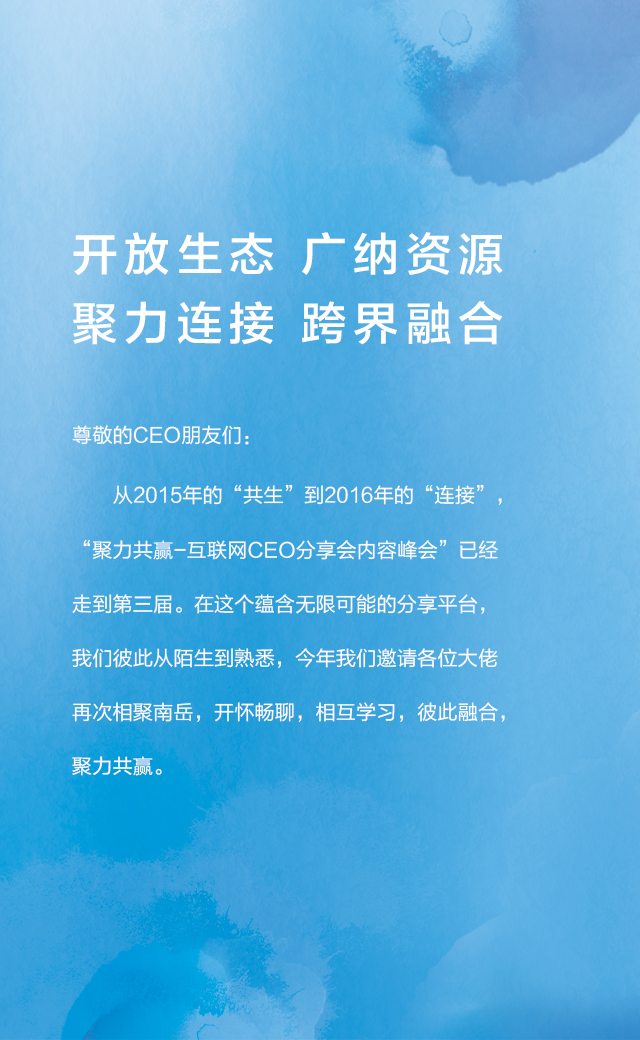 开放生态 广纳资源
聚力连接 跨界融合
尊敬的CEO朋友们：
从2015年的“共生”到2016年的“连接”，
“聚力共赢-互联网CEO分享会内容峰会”已经
走到第三届。在这个蕴含无限可能的分享平台，
我们彼此从陌生到熟悉，今年我们邀请各位大佬
再次相聚南岳，开怀畅聊，相互学习，彼此融合，
聚力共赢。